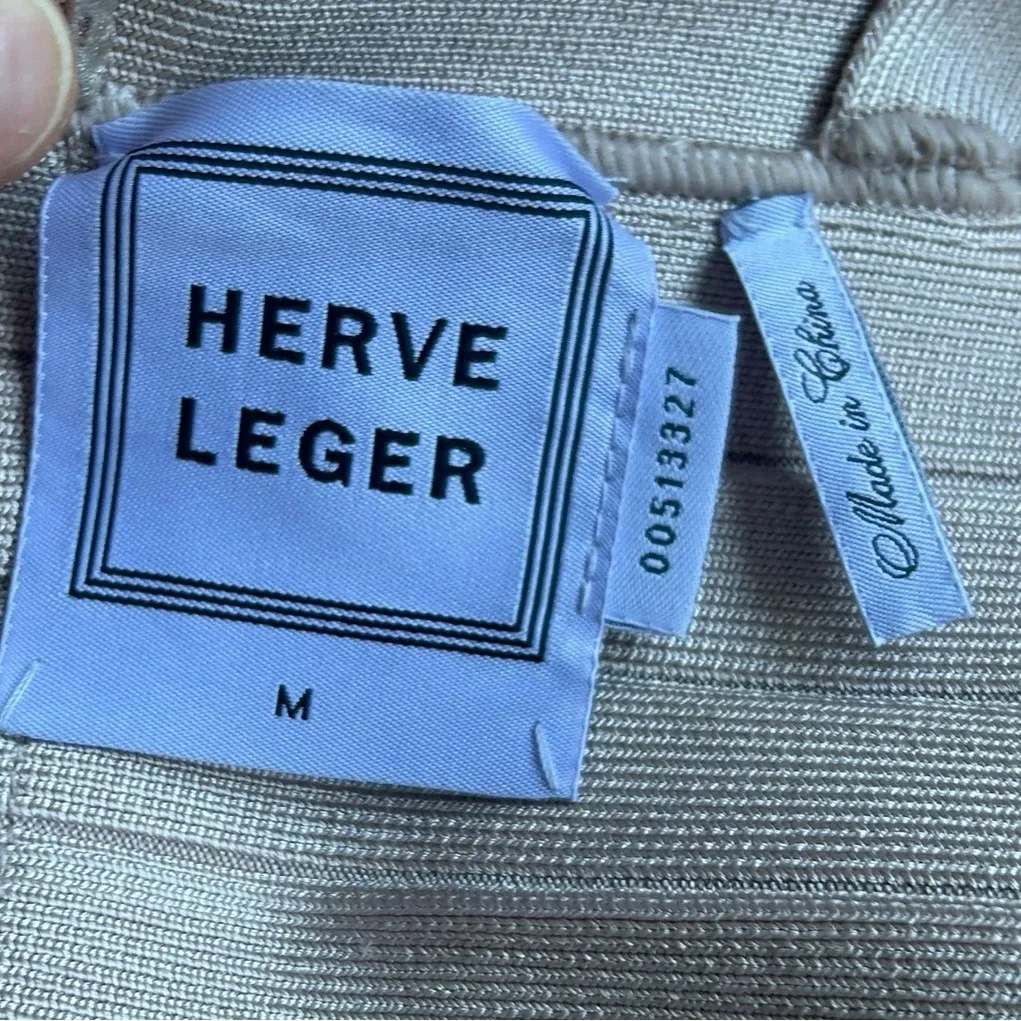 HERVE
LEGER
M
00513327
Made in China